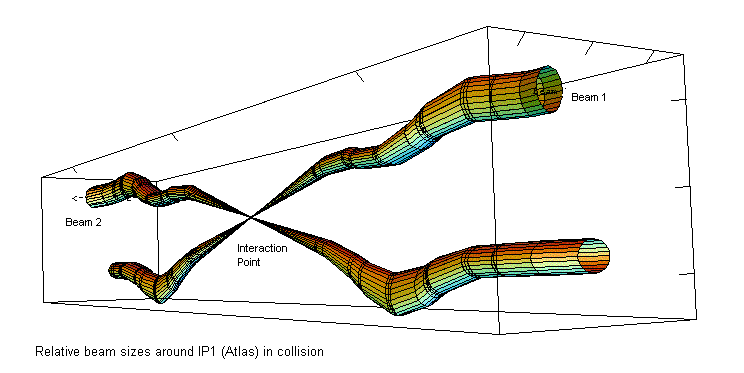 Beam 1
Beam 2
Interaction
Point
Relative beam sizes around IP1 (Atlas) in collision